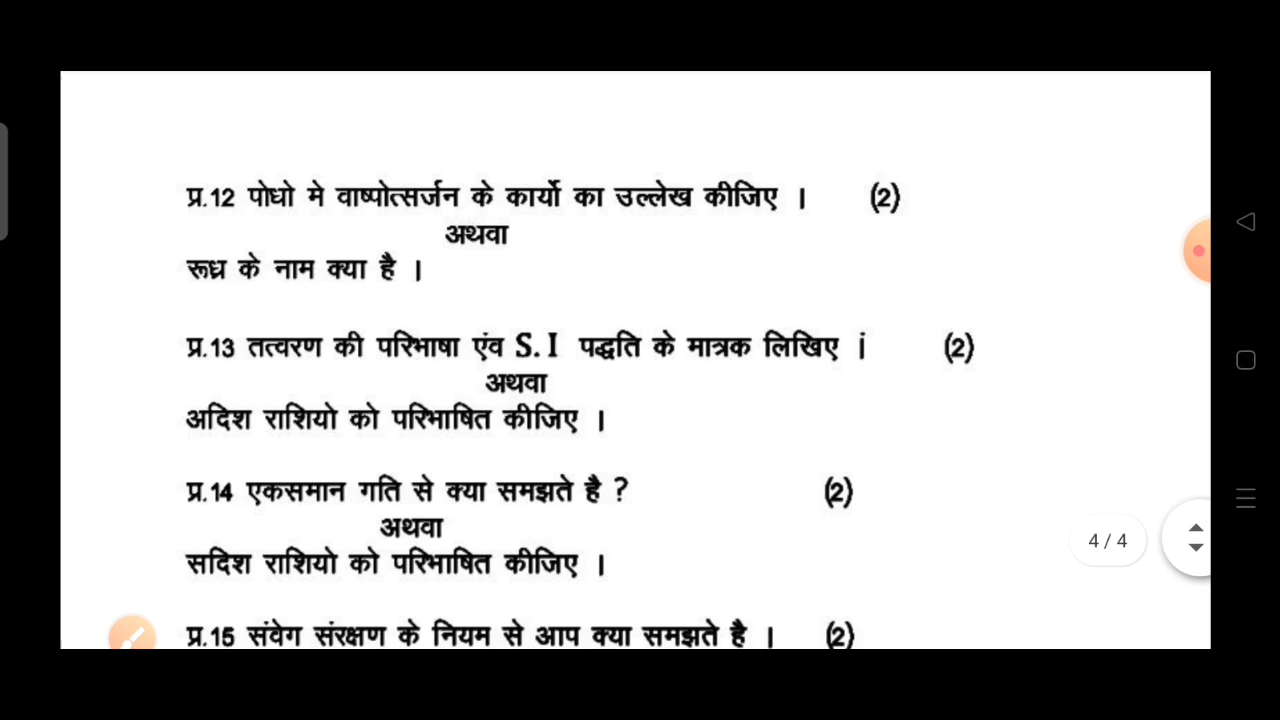 प्र.12 पोधो मे वाष्पोत्सर्जन के कार्यो का उल्लेख कीजिए । (2)
अथवा
रूध्र के नाम क्या है ।
प्र.13 तत्वरण की परिभाषा एंव S.I पद्धति के मात्रक लिखिए i (2)
अथवा
अदिश राशियो को परिभाषित कीजिए ।
प्र.14 एकसमान गति से क्या समझते है ? (2)
अथवा
सदिश राशियो को परिभाषित कीजिए ।
4 / 4
प्र.15 संवेग संरक्षण के नियम से आप क्या समझते है । (2)